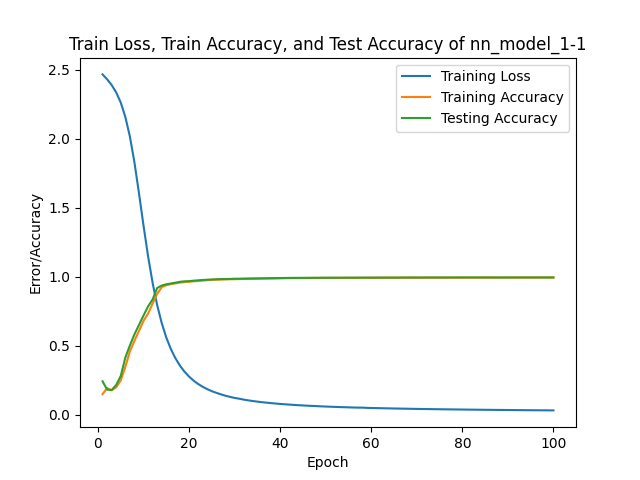 Train Loss, Train Accuracy, and Test Accuracy of nn_model_1-1
Training Loss
Training Accuracy
Testing Accuracy
2.5
2.0
1.5
1.0
0.5
0.0
Error/Accuracy
0 20 40 60 80 100
Epoch